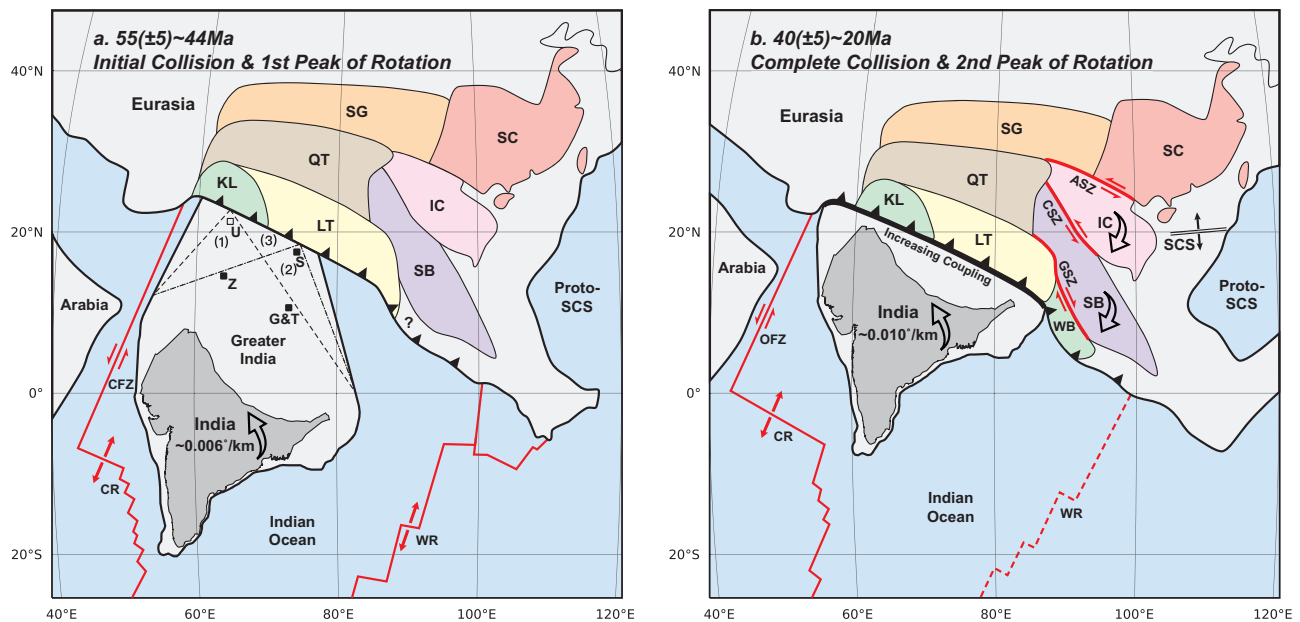 a. 55(±5)~44Ma
Initial Collision & 1st Peak of Rotation
40°N
20°N
0°
20°S
Eurasia
SG
SC
QT
KL
IC
LT
U
(1)
(3)
S
(2)
Z
SB
Arabia
G&T
?
Proto-
SCS
Greater
India
CFZ
India
~0.006°/km
CR
Indian
Ocean
WR
40°E
60°E
80°E
100°E
120°E
b. 40(±5)~20Ma
Complete Collision & 2nd Peak of Rotation
40°N
20°N
0°
20°S
Eurasia
SG
SC
QT
ASZ
KL
CSZ
IC
LT
SCS
Increasing Coupling
Arabia
GSZ
SB
Proto-
SCS
India
~0.010°/km
WB
OFZ
CR
Indian
Ocean
WR
40°E
60°E
80°E
100°E
120°E